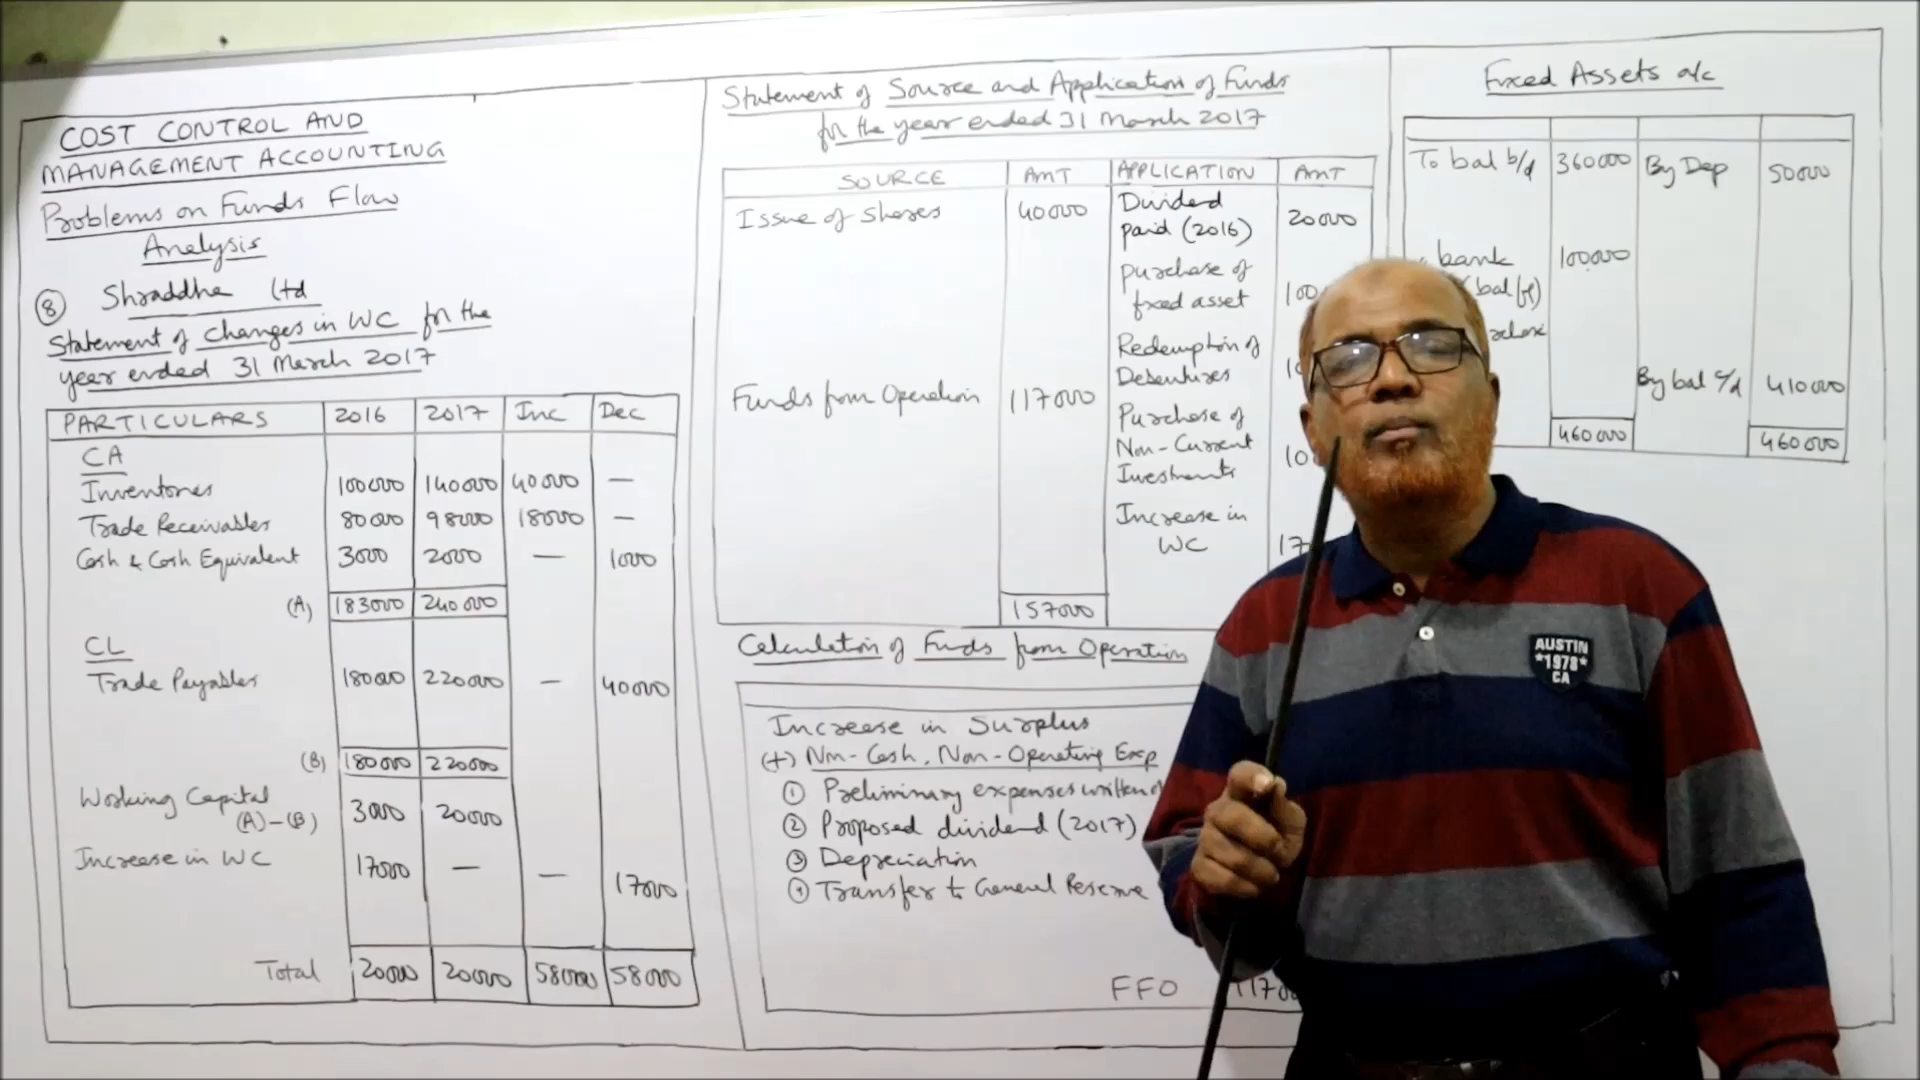 COST CONTROL AND
MANAGEMENT ACCOUNTING
Problems on Funds Flow
Analysis
8 Shraddha Ltd
Statement of changes in WC for the
year ended 31 March 2017
PARTICULARS 2016 2017 Inc Dec
CA
Inventories 100000 140000 40000 —
Trade Receivables 80000 98000 18000 —
Cash & Cash Equivalent 3000 2000 — 1000
(A) 183000 240000
CL
Trade Payables 180000 220000 — 40000
(B) 180000 220000
Working Capital
(A)-(B) 3000 20000
Increase in WC 17000 — — 17000
Total 20000 20000 58000 58000
Statement of Source and Application of Funds
for the year ended 31 March 2017
SOURCE AMT APPLICATION AMT
Issue of Shares 40000 Dividend
paid (2016) 20000
Purchase of
fixed asset
Redemption of
Debentures
Funds from Operation 117000
Purchase of
Non-Current
Investments
Increase in
WC
157000
Calculation of Funds from Operation
Increase in Surplus
(+) Non-Cash, Non-Operating Exp
1 Preliminary expenses written
2 Proposed dividend (2017)
3 Depreciation
4 Transfer to General Reserve
FFO
Fixed Assets a/c
To bal b/d 360000 By Dep 50000
bank 100000
bal/f)
By bal c/d 410000
460000 460000
AUSTIN
*1978*
CA